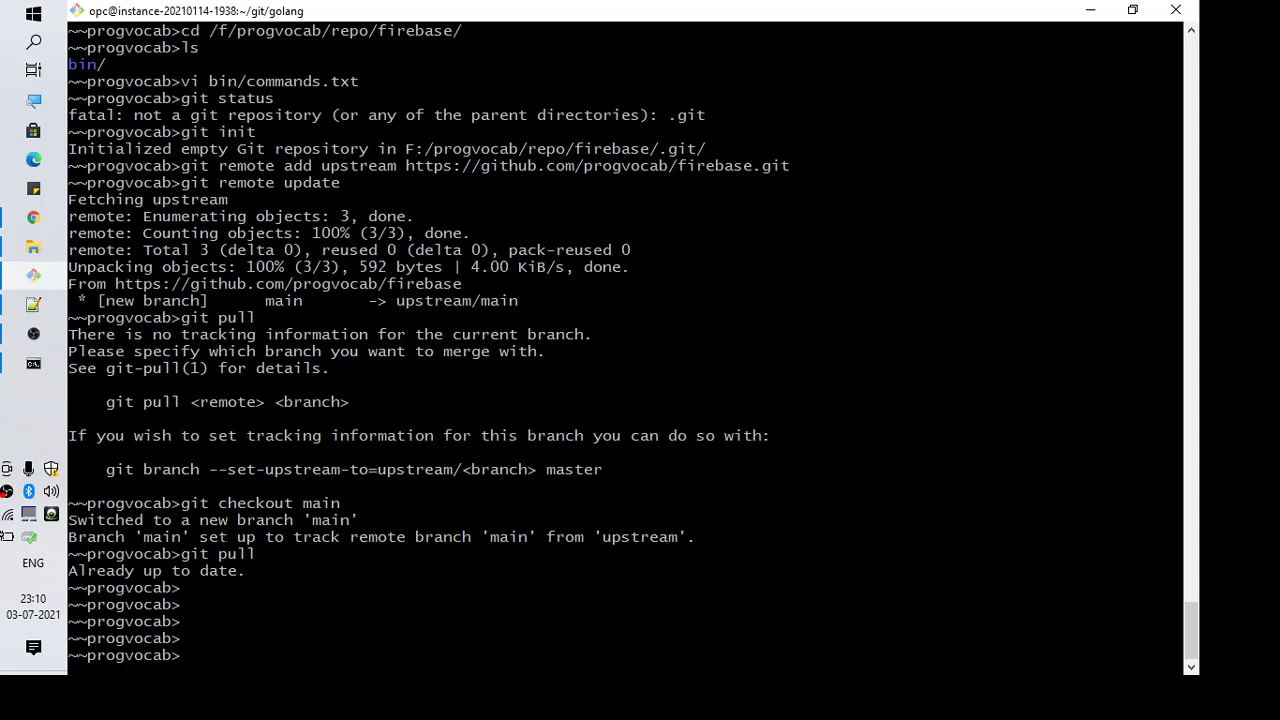 opc@instance-20210114-1938:~/git/golang
~~progvocab>cd /f/progvocab/repo/firebase/
~~progvocab>ls
bin/
~~progvocab>vi bin/commands.txt
~~progvocab>git status
fatal: not a git repository (or any of the parent directories): .git
~~progvocab>git init
Initialized empty Git repository in F:/progvocab/repo/firebase/.git/
~~progvocab>git remote add upstream https://github.com/progvocab/firebase.git
~~progvocab>git remote update
Fetching upstream
remote: Enumerating objects: 3, done.
remote: Counting objects: 100% (3/3), done.
remote: Total 3 (delta 0), reused 0 (delta 0), pack-reused 0
Unpacking objects: 100% (3/3), 592 bytes | 4.00 KiB/s, done.
From https://github.com/progvocab/firebase
 * [new branch]      main       -> upstream/main
~~progvocab>git pull
There is no tracking information for the current branch.
Please specify which branch you want to merge with.
See git-pull(1) for details.
    git pull <remote> <branch>
If you wish to set tracking information for this branch you can do so with:
    git branch --set-upstream-to=upstream/<branch> master
~~progvocab>git checkout main
Switched to a new branch 'main'
Branch 'main' set up to track remote branch 'main' from 'upstream'.
~~progvocab>git pull
Already up to date.
~~progvocab>
~~progvocab>
~~progvocab>
~~progvocab>
~~progvocab>
ENG
23:10
03-07-2021